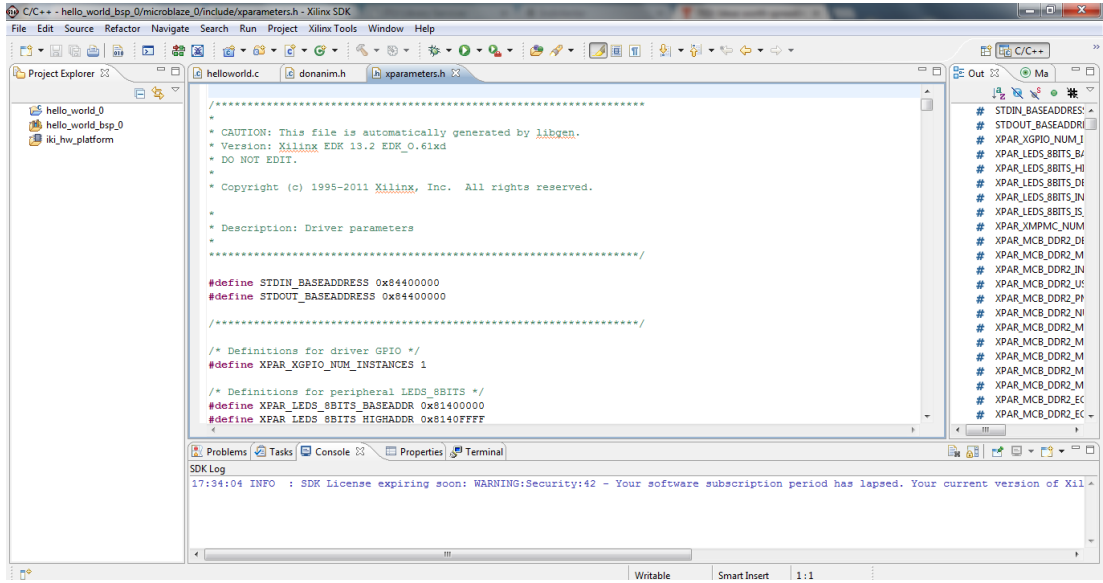 C/C++ - hello_world_bsp_0/microblaze_0/include/xparameters.h - Xilinx SDK
File Edit Source Refactor Navigate Search Run Project Xilinx Tools Window Help
C/C++
Project Explorer
hello_world_0
hello_world_bsp_0
iki_hw_platform
helloworld.c donanim.h xparameters.h
/*******************************************************************
*
* CAUTION: This file is automatically generated by libgen.
* Version: Xilinx EDK 13.2 EDK_O.61xd
* DO NOT EDIT.
*
* Copyright (c) 1995-2011 Xilinx, Inc. All rights reserved.
*
* Description: Driver parameters
*
*******************************************************************/
#define STDIN_BASEADDRESS 0x84400000
#define STDOUT_BASEADDRESS 0x84400000
/******************************************************************/
/* Definitions for driver GPIO */
#define XPAR_XGPIO_NUM_INSTANCES 1
/* Definitions for peripheral LEDS_8BITS */
#define XPAR_LEDS_8BITS_BASEADDR 0x81400000
#define XPAR_LEDS_8BITS_HIGHADDR 0x8140FFFF
Out Ma
# STDIN_BASEADDRES
# STDOUT_BASEADDR
# XPAR_XGPIO_NUM_I
# XPAR_LEDS_8BITS_BA
# XPAR_LEDS_8BITS_HI
# XPAR_LEDS_8BITS_DE
# XPAR_LEDS_8BITS_IN
# XPAR_LEDS_8BITS_IS_
# XPAR_XMPMC_NUM
# XPAR_MCB_DDR2_DE
# XPAR_MCB_DDR2_M
# XPAR_MCB_DDR2_IN
# XPAR_MCB_DDR2_US
# XPAR_MCB_DDR2_PM
# XPAR_MCB_DDR2_NU
# XPAR_MCB_DDR2_M
# XPAR_MCB_DDR2_M
# XPAR_MCB_DDR2_M
# XPAR_MCB_DDR2_M
# XPAR_MCB_DDR2_M
# XPAR_MCB_DDR2_EC
# XPAR_MCB_DDR2_EC
Problems Tasks Console Properties Terminal
SDK Log
17:34:04 INFO : SDK License expiring soon: WARNING:Security:42 - Your software subscription period has lapsed. Your current version of Xil
Writable Smart Insert 1 : 1